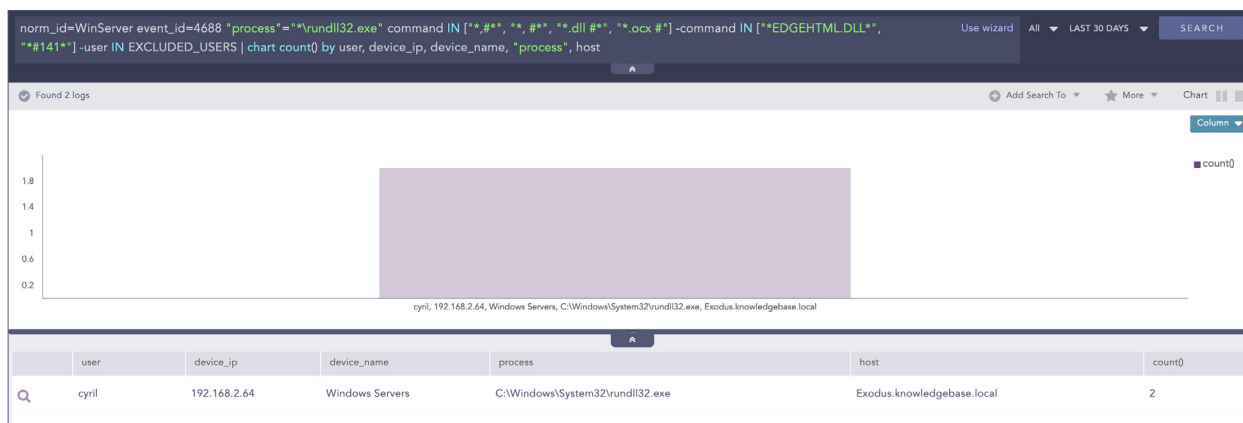 norm_id=WinServer event_id=4688 "process"="*\rundll32.exe" command IN ["*,#*", "*, #*", "*.dll #*", "*.ocx #"] -command IN ["*EDGEHTML.DLL*", Use wizard All LAST 30 DAYS SEARCH
"*#141*"] -user IN EXCLUDED_USERS | chart count() by user, device_ip, device_name, "process", host
Found 2 logs Add Search To More Chart
Column
count()
1.8
1.4
1
0.6
0.2
cyril, 192.168.2.64, Windows Servers, C:\Windows\System32\rundll32.exe, Exodus.knowledgebase.local
user device_ip device_name process host count()
cyril 192.168.2.64 Windows Servers C:\Windows\System32\rundll32.exe Exodus.knowledgebase.local 2